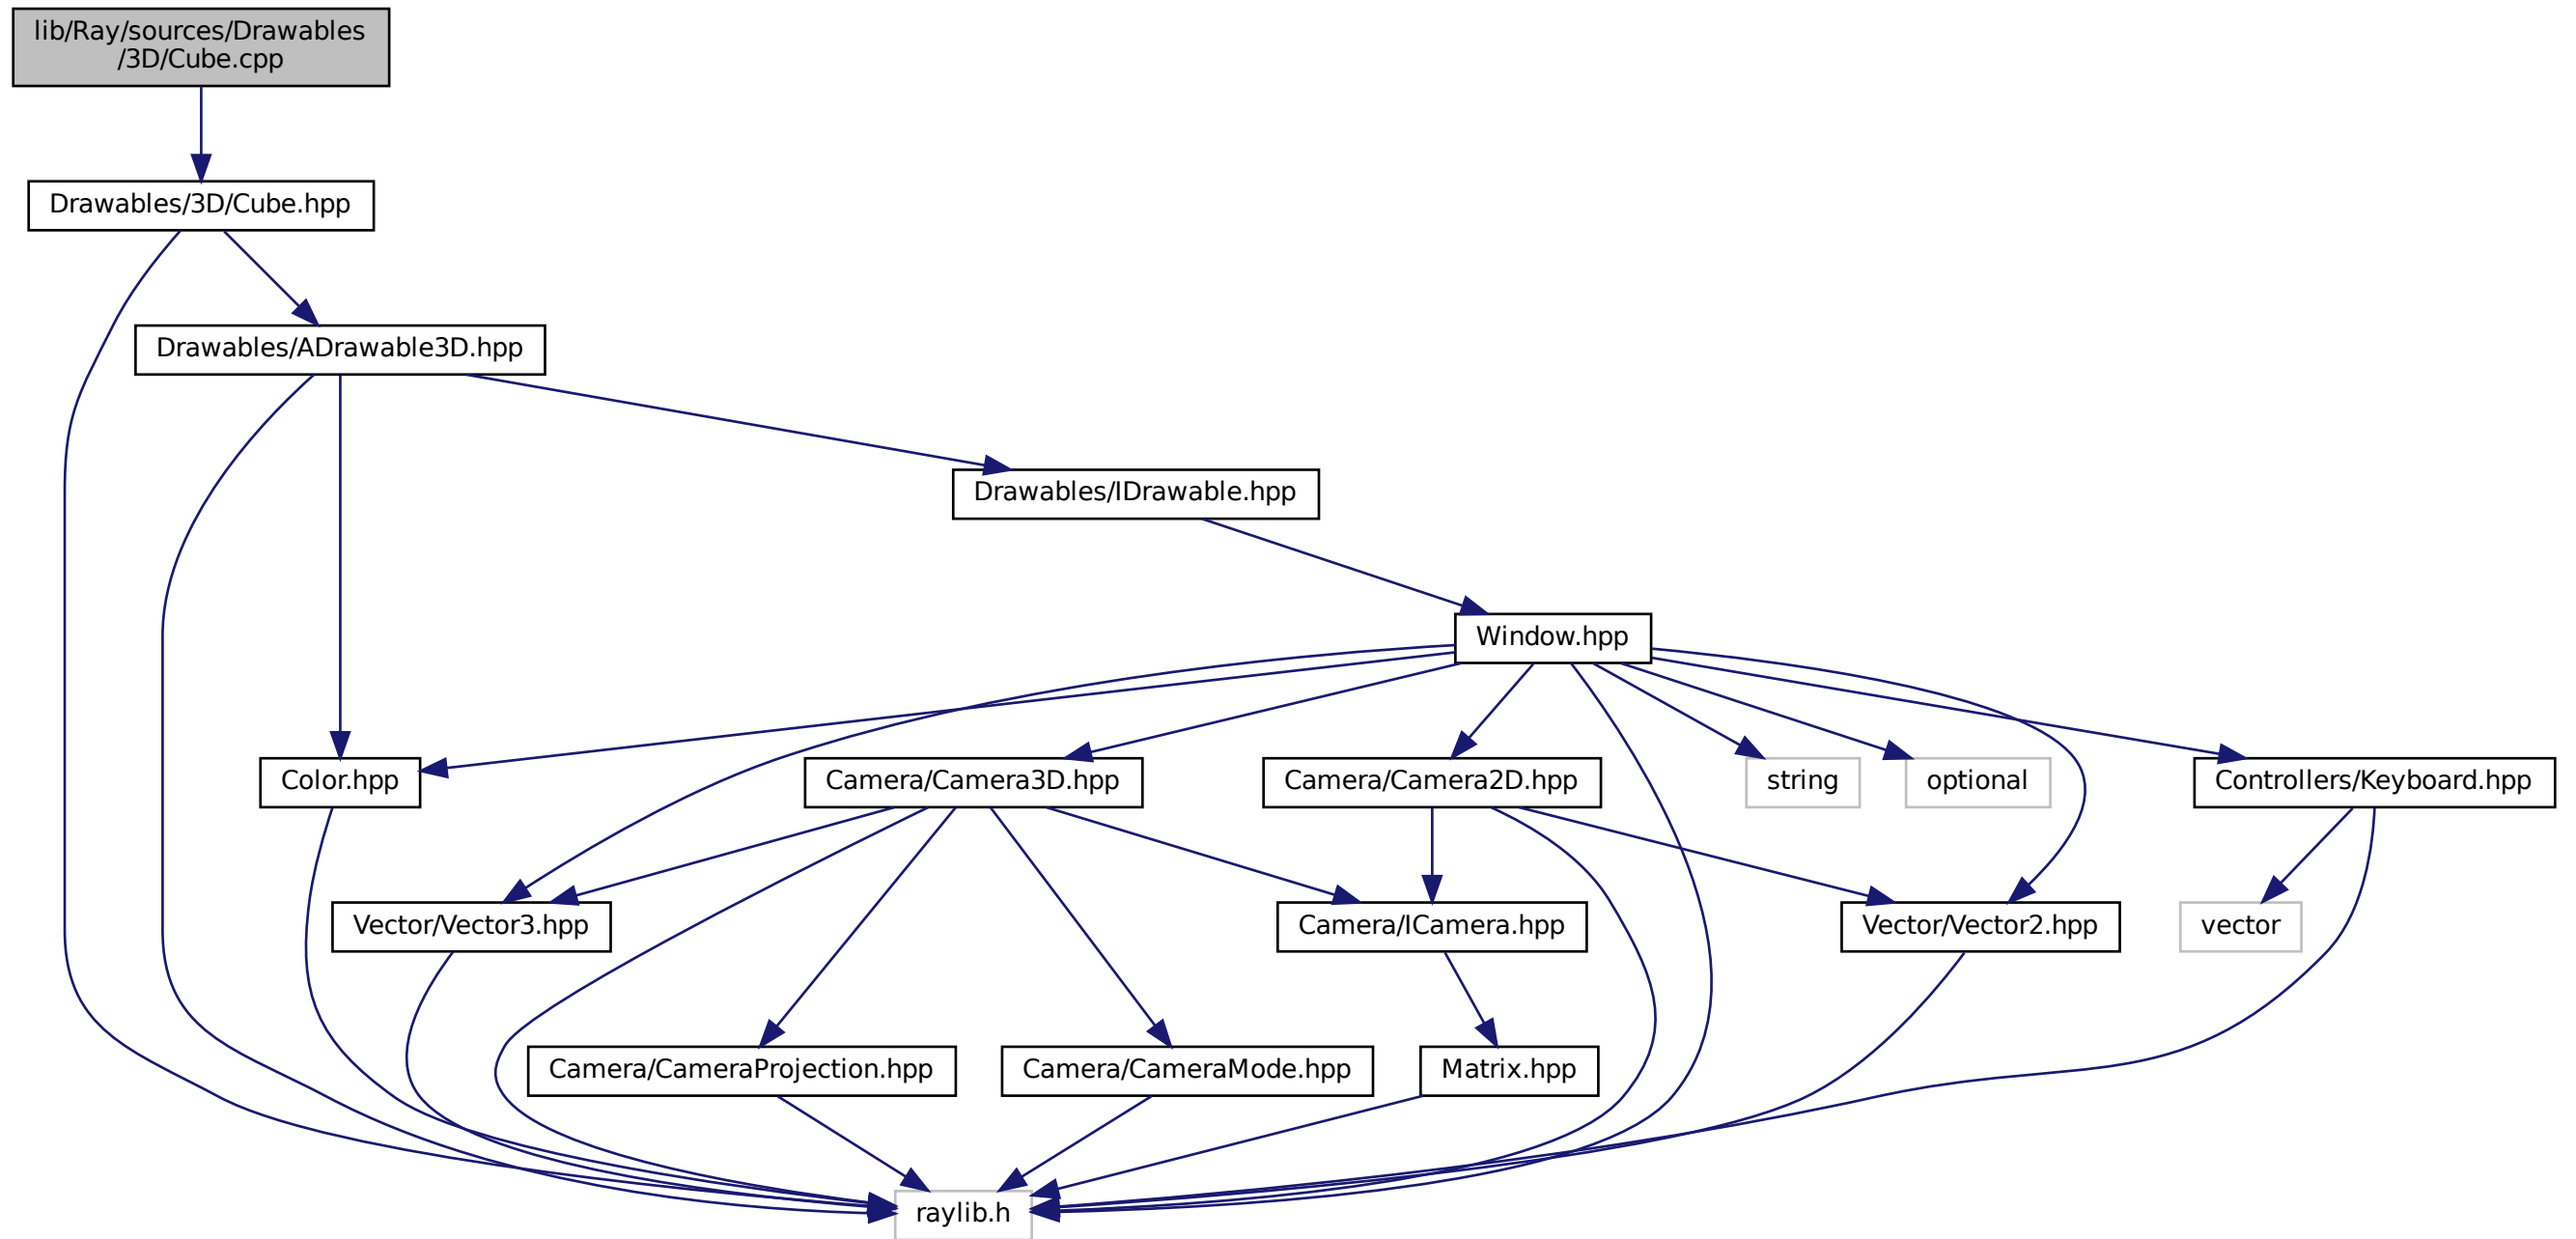 lib/Ray/sources/Drawables
/3D/Cube.cpp
Drawables/3D/Cube.hpp
Drawables/ADrawable3D.hpp
Drawables/IDrawable.hpp
Window.hpp
Color.hpp
Camera/Camera3D.hpp
Camera/Camera2D.hpp
string
optional
Controllers/Keyboard.hpp
Vector/Vector3.hpp
Camera/ICamera.hpp
Vector/Vector2.hpp
vector
Camera/CameraProjection.hpp
Camera/CameraMode.hpp
Matrix.hpp
raylib.h